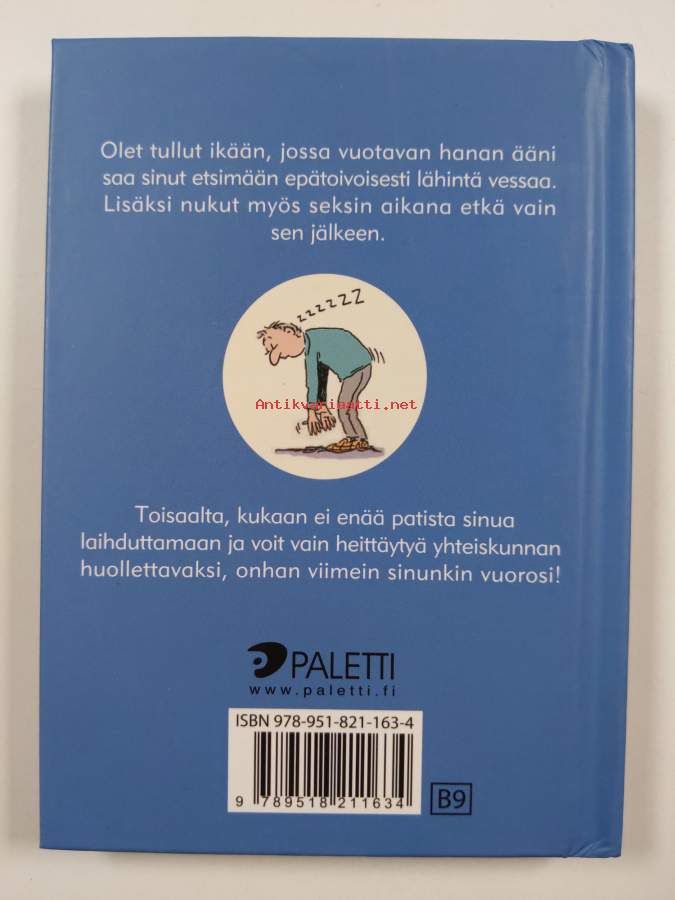 Olet tullut ikään, jossa vuotavan hanan ääni
saa sinut etsimään epätoivoisesti lähintä vessaa.
Lisäksi nukut myös seksin aikana etkä vain
sen jälkeen.
zzzzzZZ
Antikvariaatti.net
Toisaalta, kukaan ei enää patista sinua
laihduttamaan ja voit vain heittäytyä yhteiskunnan
huollettavaksi, onhan viimein sinunkin vuorosi!
PALETTI
www.paletti.fi
ISBN 978-951-821-163-4
9 789518 211634
B9